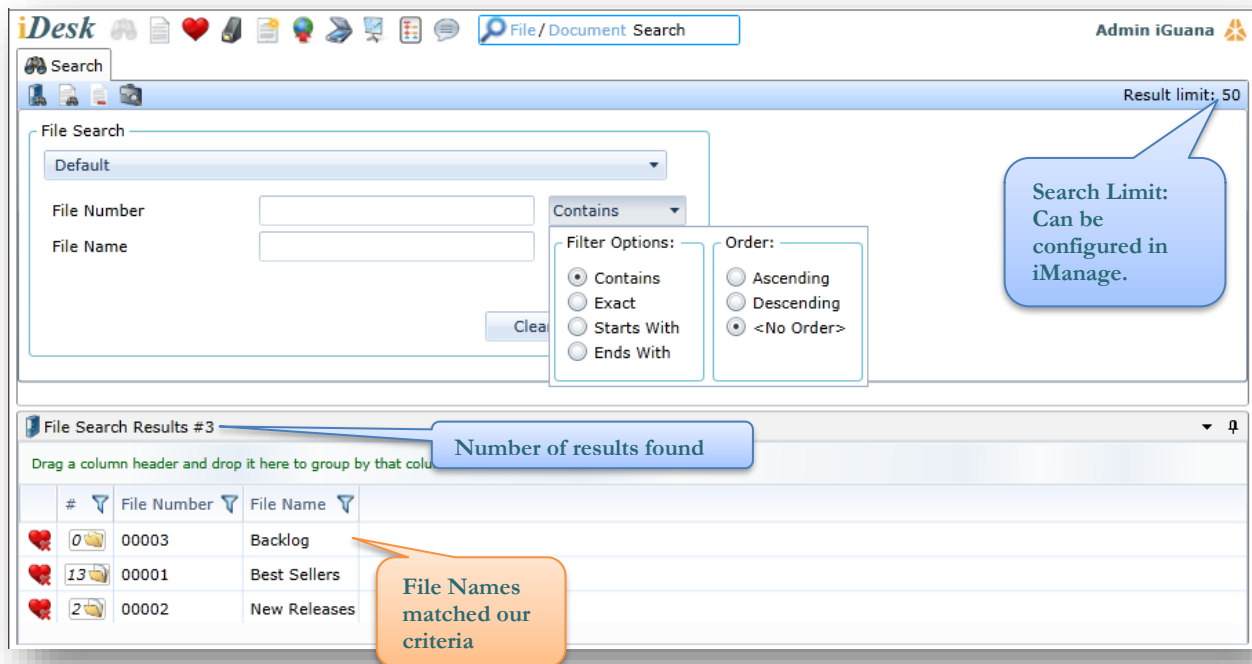 iDesk File / Document Search Admin iGuana
Search
Result limit: 50
File Search
Default
File Number Contains
File Name
Filter Options: Order:
Contains Ascending
Exact Descending
Starts With <No Order>
Ends With
Clea
Search Limit:
Can be
configured in
iManage.
File Search Results #3
Number of results found
Drag a column header and drop it here to group by that colu
# File Number File Name
0 00003 Backlog
13 00001 Best Sellers
2 00002 New Releases
File Names
matched our
criteria